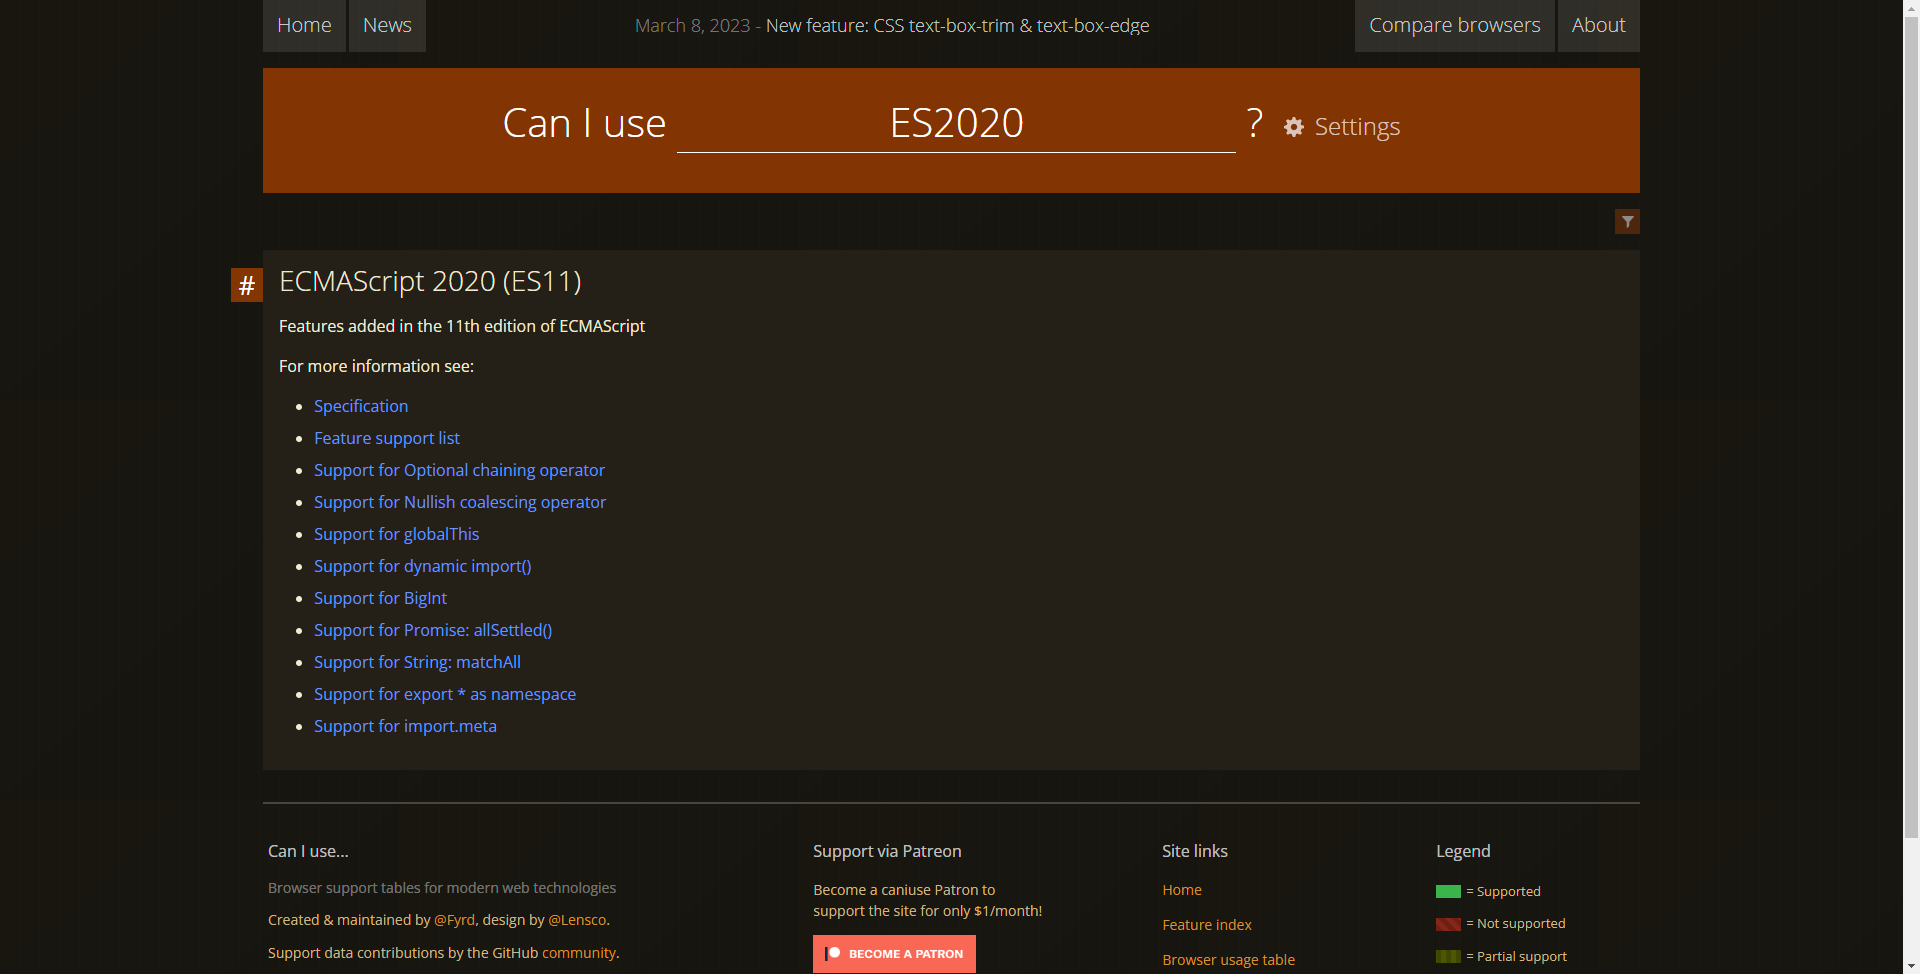 Home News March 8, 2023 - New feature: CSS text-box-trim & text-box-edge Compare browsers About
Can I use ES2020 ? Settings
# ECMAScript 2020 (ES11)
Features added in the 11th edition of ECMAScript
For more information see:
Specification
Feature support list
Support for Optional chaining operator
Support for Nullish coalescing operator
Support for globalThis
Support for dynamic import()
Support for BigInt
Support for Promise: allSettled()
Support for String: matchAll
Support for export * as namespace
Support for import.meta
Can I use...
Browser support tables for modern web technologies
Created & maintained by @Fyrd, design by @Lensco.
Support data contributions by the GitHub community.
Support via Patreon
Become a caniuse Patron to
support the site for only $1/month!
BECOME A PATRON
Site links
Home
Feature index
Browser usage table
Legend
= Supported
= Not supported
= Partial support